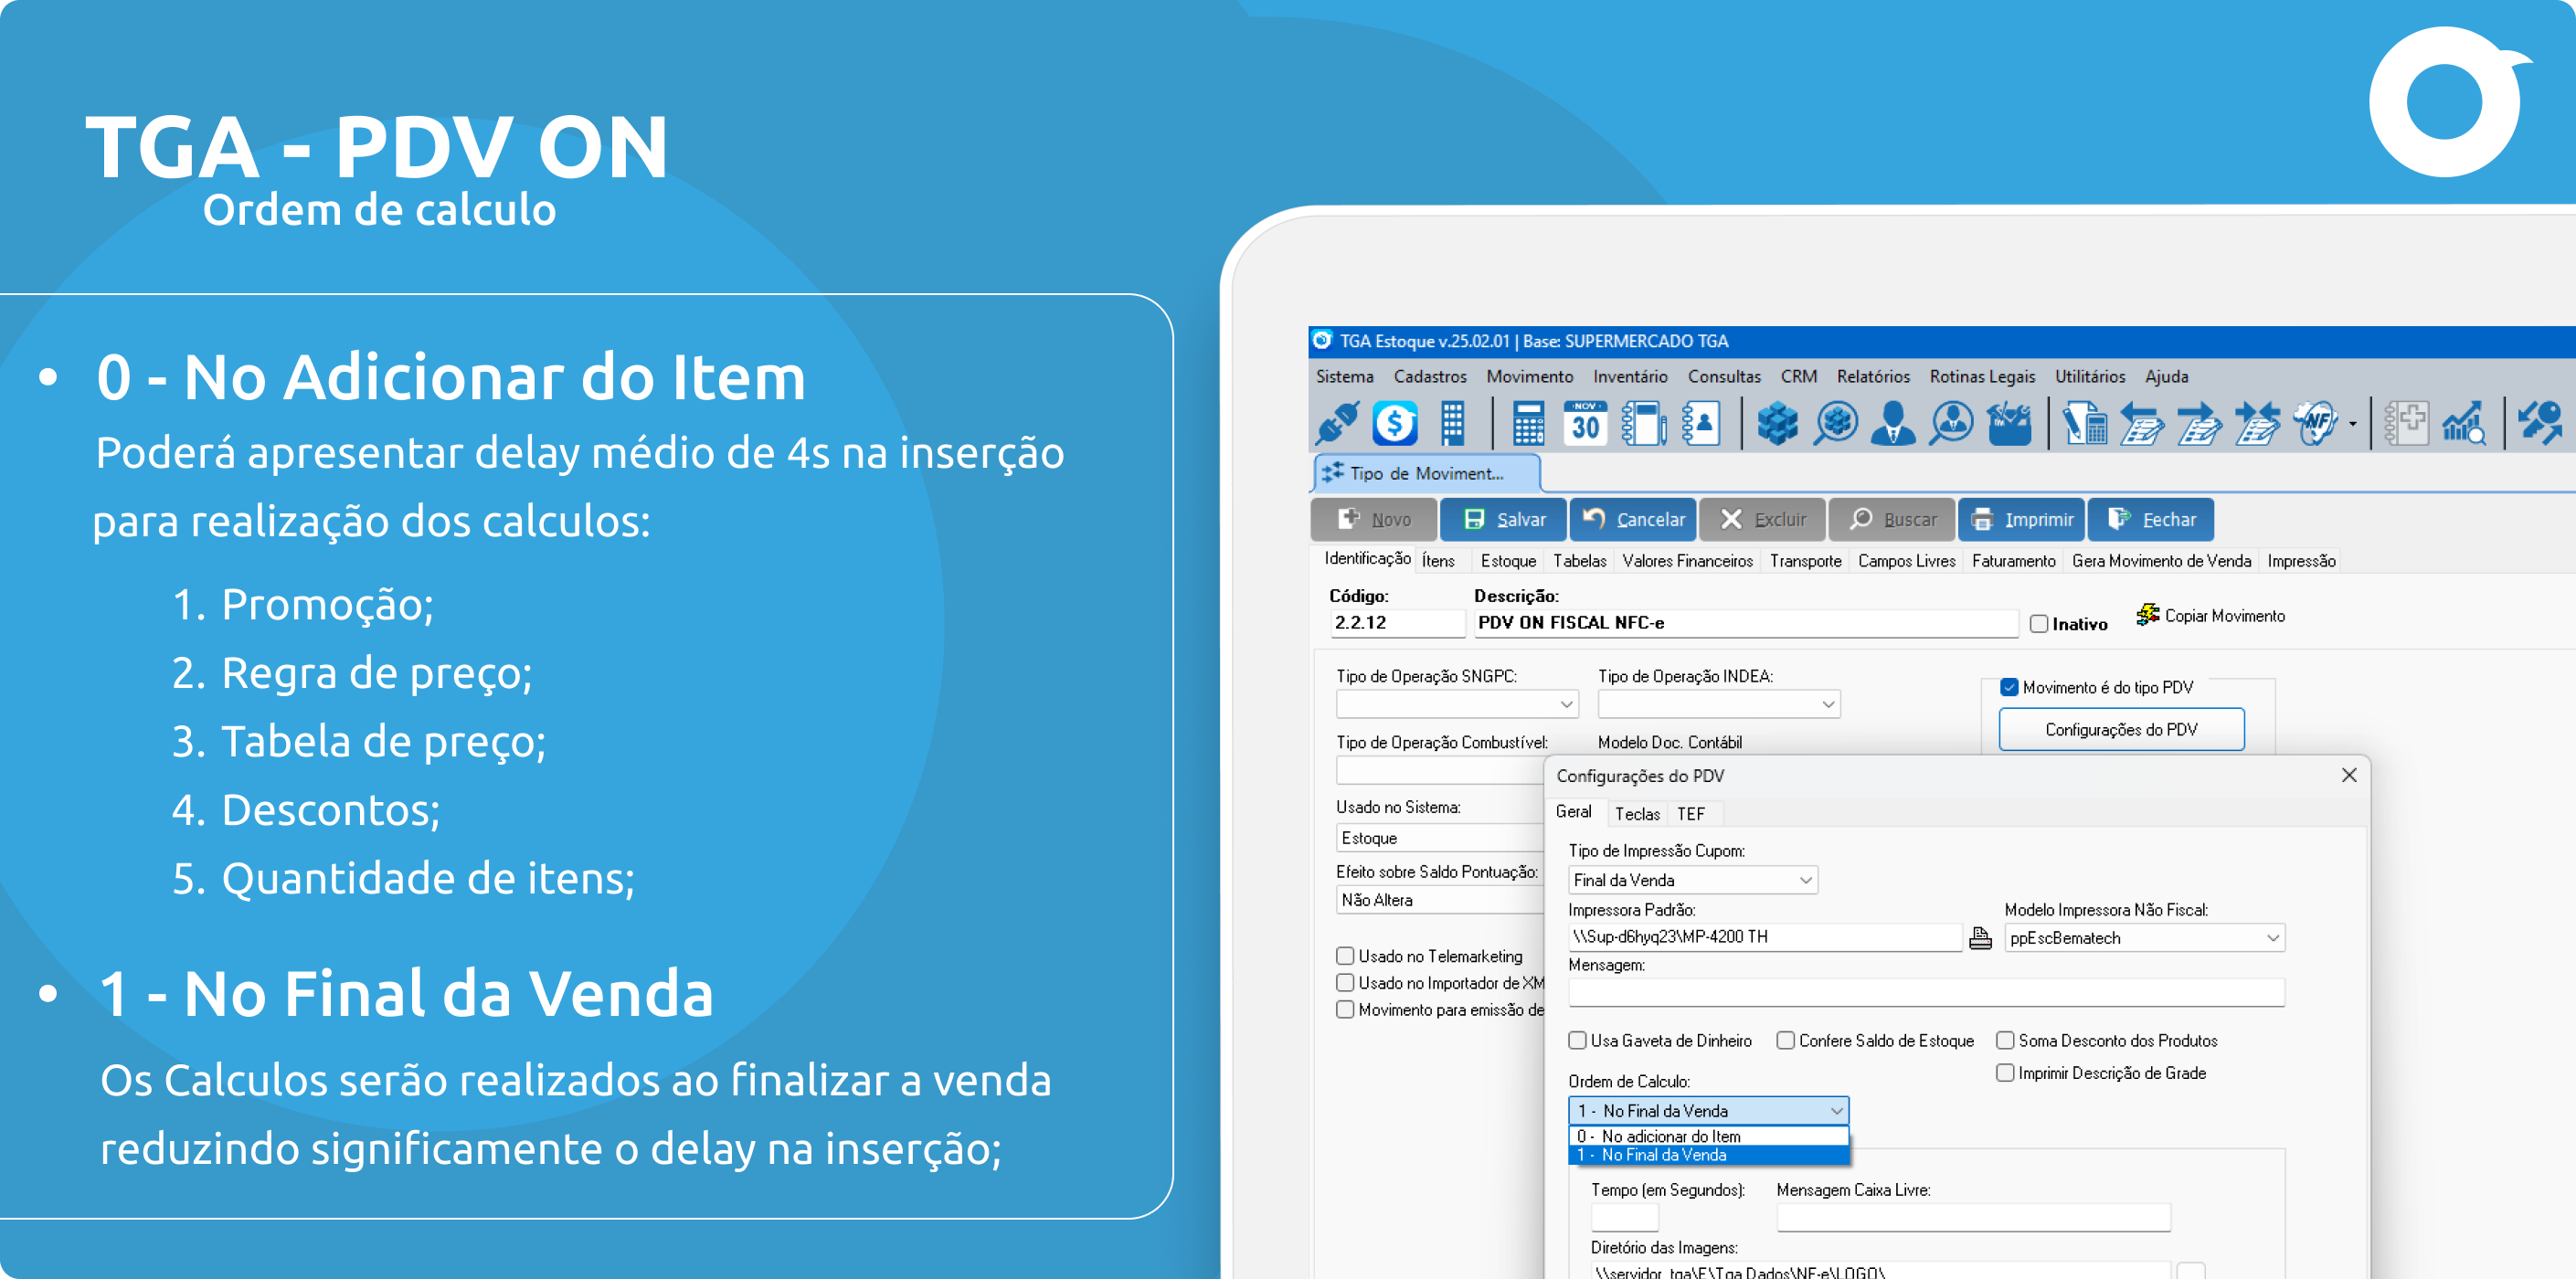 TGA - PDV ON
Ordem de calculo
• 0 - No Adicionar do Item
Poderá apresentar delay médio de 4s na inserção
para realização dos calculos:
1. Promoção;
2. Regra de preço;
3. Tabela de preço;
4. Descontos;
5. Quantidade de itens;
• 1 - No Final da Venda
Os Calculos serão realizados ao finalizar a venda
reduzindo significamente o delay na inserção;
TGA Estoque v.25.02.01 | Base: SUPERMERCADO TGA
Sistema Cadastros Movimento Inventário Consultas CRM Relatórios Rotinas Legais Utilitários Ajuda
NOV
30
NF
Tipo de Moviment...
Novo Salvar Cancelar Excluir Buscar Imprimir Fechar
Identificação Ítens Estoque Tabelas Valores Financeiros Transporte Campos Livres Faturamento Gera Movimento de Venda Impressão
Código: Descrição:
2.2.12 PDV ON FISCAL NFC-e Inativo Copiar Movimento
Tipo de Operação SNGPC: Tipo de Operação INDEA:
Movimento é do tipo PDV
Configurações do PDV
Tipo de Operação Combustível: Modelo Doc. Contábil
Usado no Sistema:
Estoque
Efeito sobre Saldo Pontuação:
Não Altera
Usado no Telemarketing
Usado no Importador de XM
Movimento para emissão de
Configurações do PDV
Geral Teclas TEF
Tipo de Impressão Cupom:
Final da Venda
Impressora Padrão: Modelo Impressora Não Fiscal:
\\Sup-d6hyq23\MP-4200 TH ppEscBematech
Mensagem:
Usa Gaveta de Dinheiro Confere Saldo de Estoque Soma Desconto dos Produtos
Imprimir Descrição de Grade
Ordem de Calculo:
1 - No Final da Venda
0 - No adicionar do Item
1 - No Final da Venda
Tempo (em Segundos): Mensagem Caixa Livre:
Diretório das Imagens:
\\servidor_tga\E\Tga Dados\NF-e\LOGO\